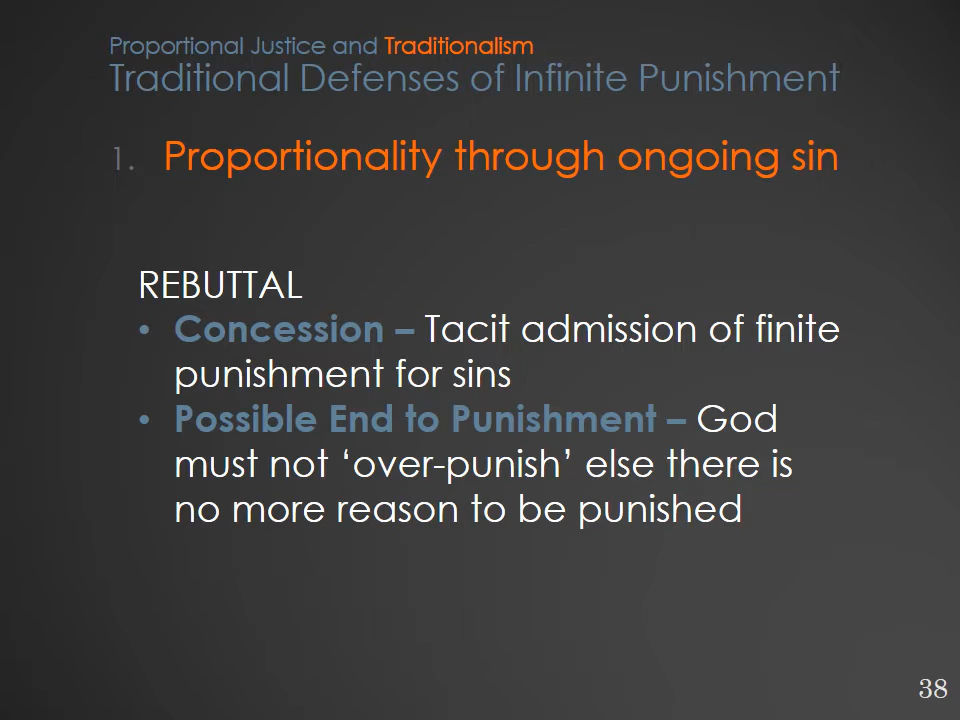 Proportional Justice and Traditionalism
Traditional Defenses of Infinite Punishment
1. Proportionality through ongoing sin
REBUTTAL
• Concession – Tacit admission of finite
punishment for sins
• Possible End to Punishment – God
must not ‘over-punish’ else there is
no more reason to be punished
38